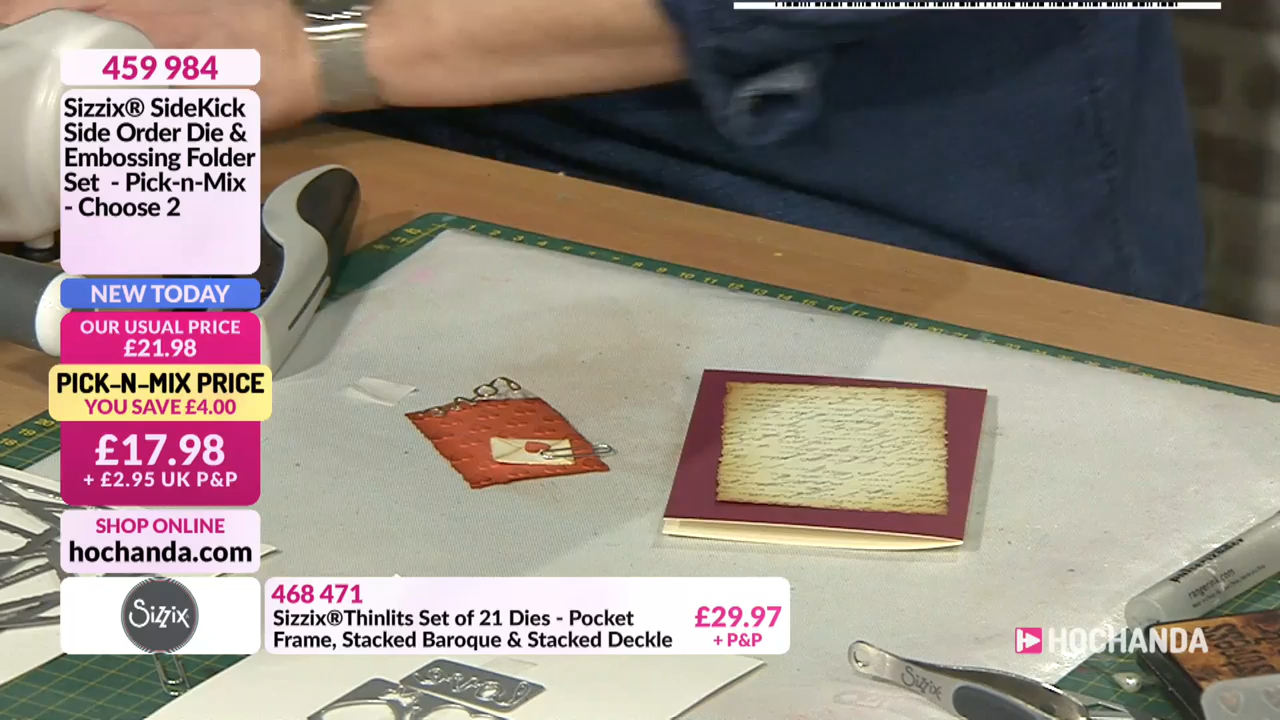 459 984
Sizzix® SideKick
Side Order Die &
Embossing Folder
Set - Pick-n-Mix
- Choose 2
NEW TODAY
OUR USUAL PRICE
£21.98
PICK-N-MIX PRICE
YOU SAVE £4.00
£17.98
+ £2.95 UK P&P
SHOP ONLINE
hochanda.com
Sizzix
468 471
Sizzix®Thinlits Set of 21 Dies - Pocket
Frame, Stacked Baroque & Stacked Deckle
£29.97
+ P&P
HOCHANDA
Sizzix